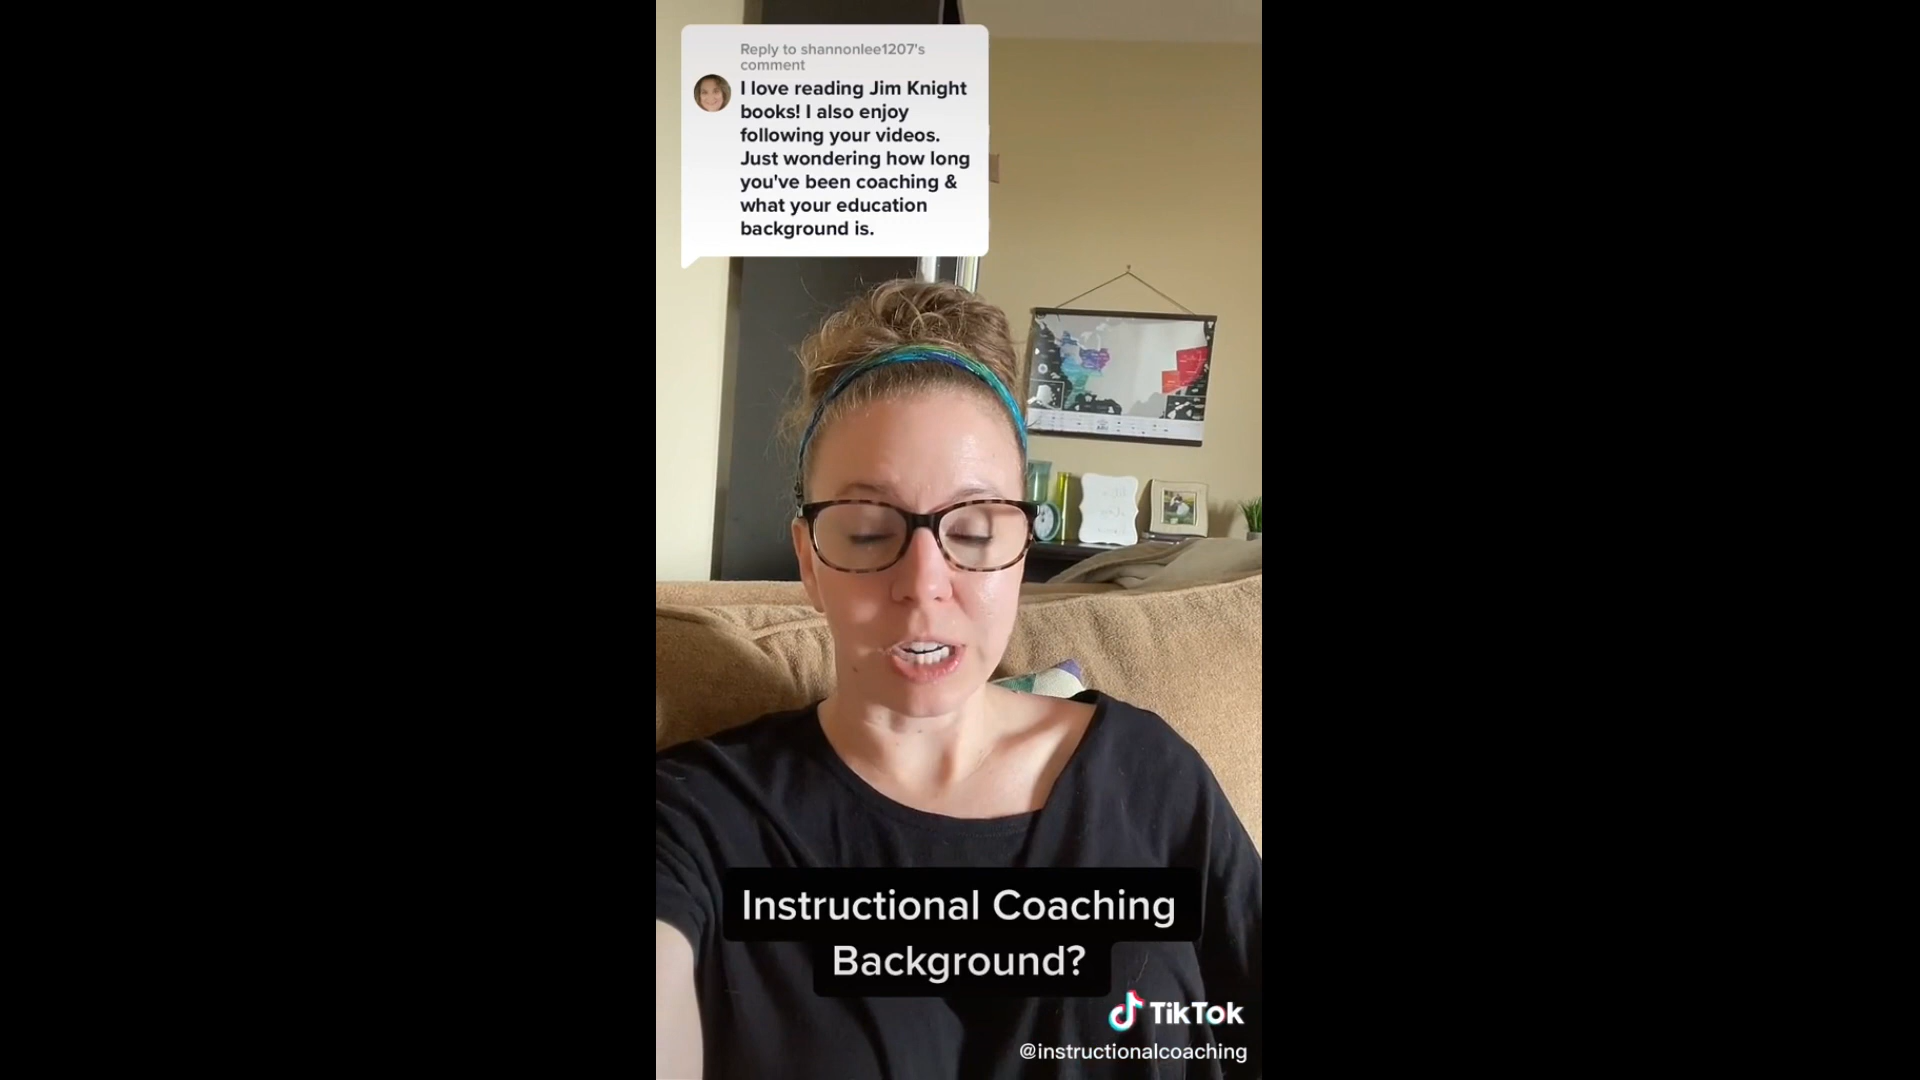 Reply to shannonlee1207's
comment
I love reading Jim Knight
books! I also enjoy
following your videos.
Just wondering how long
you've been coaching &
what your education
background is.
Instructional Coaching
Background?
TikTok
@instructionalcoaching